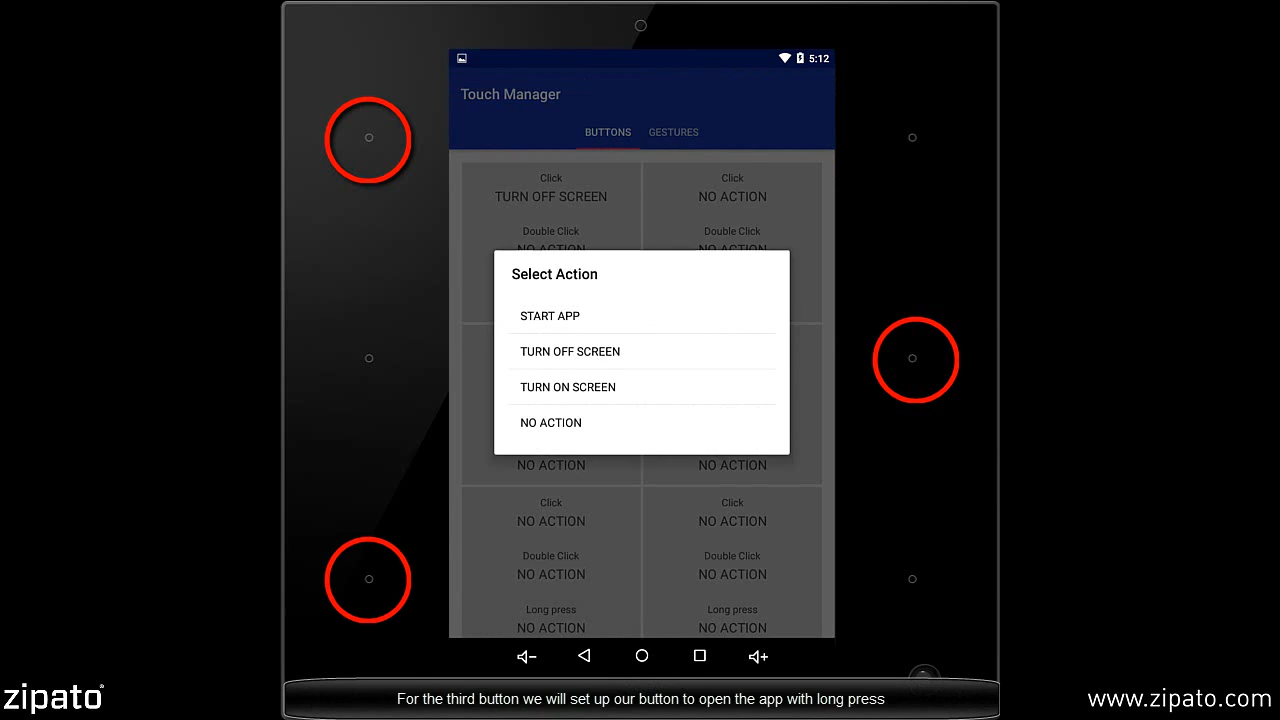 5:12
Touch Manager
BUTTONS GESTURES
Click Click
TURN OFF SCREEN NO ACTION
Double Click Double Click
NO ACTION NO ACTION
Select Action
START APP
TURN OFF SCREEN
TURN ON SCREEN
NO ACTION
NO ACTION NO ACTION
Click Click
NO ACTION NO ACTION
Double Click Double Click
NO ACTION NO ACTION
Long press Long press
NO ACTION NO ACTION
For the third button we will set up our button to open the app with long press
zipato
www.zipato.com